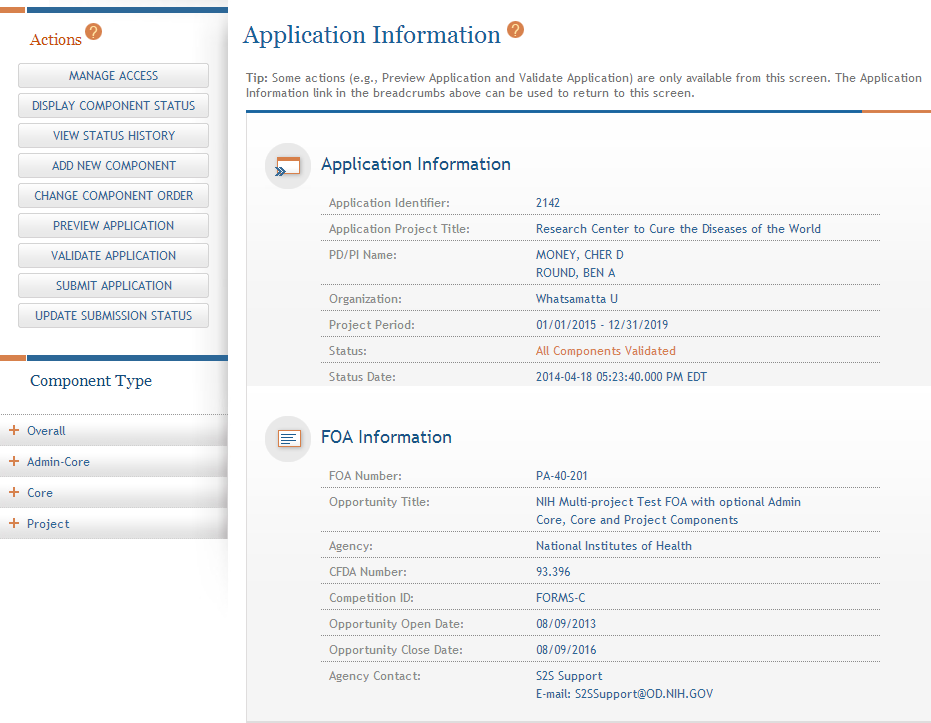 Actions ?
MANAGE ACCESS
DISPLAY COMPONENT STATUS
VIEW STATUS HISTORY
ADD NEW COMPONENT
CHANGE COMPONENT ORDER
PREVIEW APPLICATION
VALIDATE APPLICATION
SUBMIT APPLICATION
UPDATE SUBMISSION STATUS
Component Type
+ Overall
+ Admin-Core
+ Core
+ Project
Application Information ?
Tip: Some actions (e.g., Preview Application and Validate Application) are only available from this screen. The Application
Information link in the breadcrumbs above can be used to return to this screen.
Application Information
Application Identifier: 2142
Application Project Title: Research Center to Cure the Diseases of the World
PD/PI Name: MONEY, CHER D
ROUND, BEN A
Organization: Whatsamatta U
Project Period: 01/01/2015 - 12/31/2019
Status: All Components Validated
Status Date: 2014-04-18 05:23:40.000 PM EDT
FOA Information
FOA Number: PA-40-201
Opportunity Title: NIH Multi-project Test FOA with optional Admin
Core, Core and Project Components
Agency: National Institutes of Health
CFDA Number: 93.396
Competition ID: FORMS-C
Opportunity Open Date: 08/09/2013
Opportunity Close Date: 08/09/2016
Agency Contact: S2S Support
E-mail: S2SSupport@OD.NIH.GOV